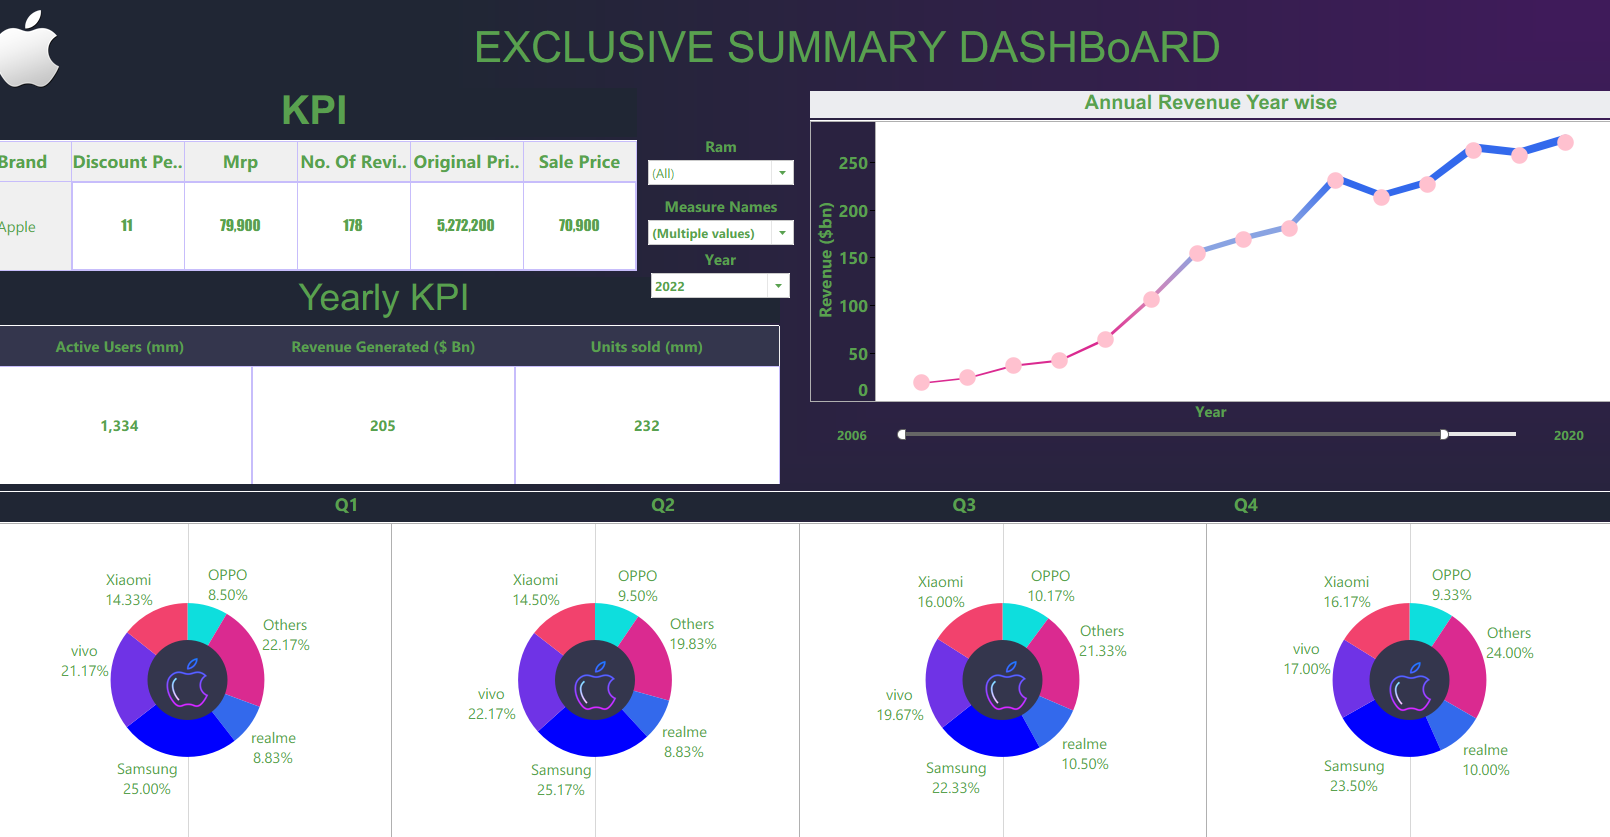 EXCLUSIVE SUMMARY DASHBoARD
KPI
Brand Discount Pe.. Mrp No. Of Revi.. Original Pri.. Sale Price
Apple 11 79,900 178 5,272,200 70,900
Ram
(All)
Measure Names
(Multiple values)
Year
2022
Yearly KPI
Active Users (mm) Revenue Generated ($ Bn) Units sold (mm)
1,334 205 232
Annual Revenue Year wise
Revenue ($bn)
250
200
150
100
50
0
Year
2006 2020
Q1 Q2 Q3 Q4
Xiaomi
14.33%
OPPO
8.50%
Others
22.17%
vivo
21.17%
realme
8.83%
Samsung
25.00%
Xiaomi
14.50%
OPPO
9.50%
Others
19.83%
vivo
22.17%
realme
8.83%
Samsung
25.17%
Xiaomi
16.00%
OPPO
10.17%
Others
21.33%
vivo
19.67%
realme
10.50%
Samsung
22.33%
Xiaomi
16.17%
OPPO
9.33%
Others
24.00%
vivo
17.00%
realme
10.00%
Samsung
23.50%